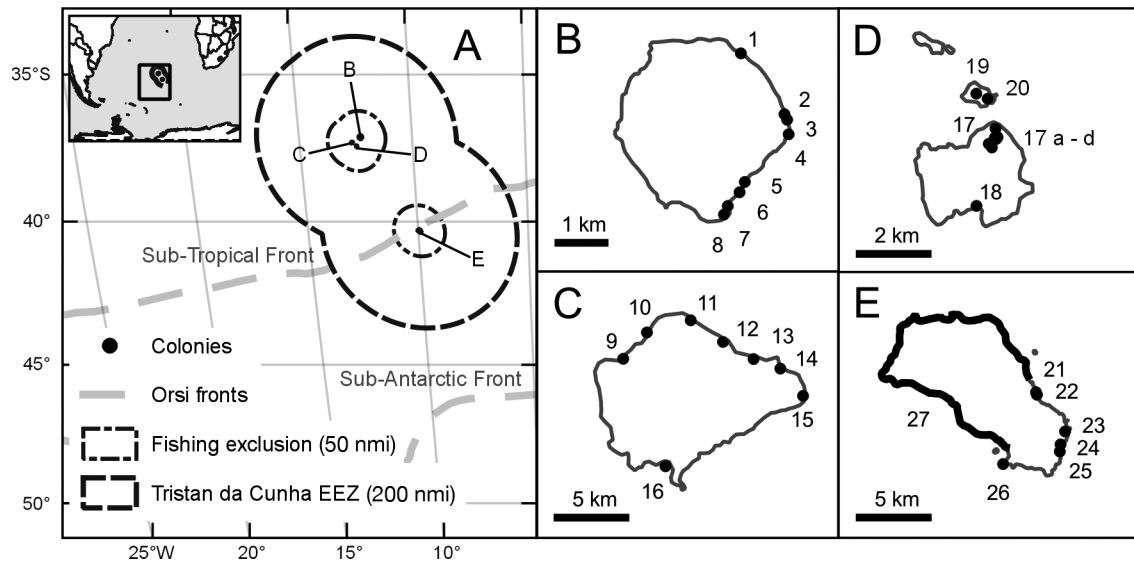 A
35°S
40°
45°
50°
25°W
20°
15°
10°
B
C
D
E
Sub-Tropical Front
Sub-Antarctic Front
Colonies
Orsi fronts
Fishing exclusion (50 nmi)
Tristan da Cunha EEZ (200 nmi)
B
1
2
3
4
5
6
7
8
1 km
D
19
20
17
17 a - d
18
2 km
C
9
10
11
12
13
14
15
16
5 km
E
21
22
23
24
25
26
27
5 km